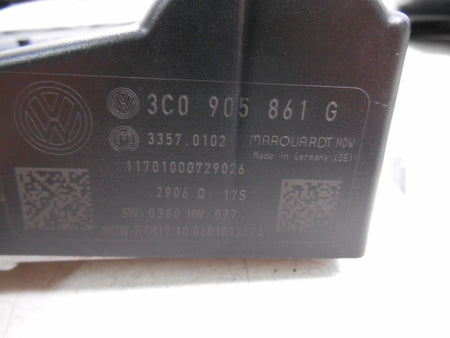 3C0 905 861 G
3357.0102 MARQUARDT MDW
Made in Germany (DE)
11701000729026
2906 Q: 17S
SW: 0380 HW: 027